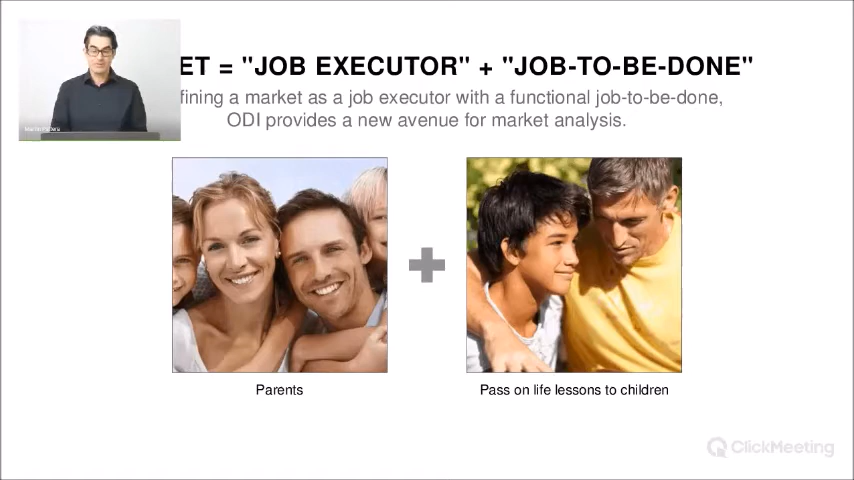 ET = "JOB EXECUTOR" + "JOB-TO-BE-DONE"
fining a market as a job executor with a functional job-to-be-done,
ODI provides a new avenue for market analysis.
Parents
Pass on life lessons to children
ClickMeeting